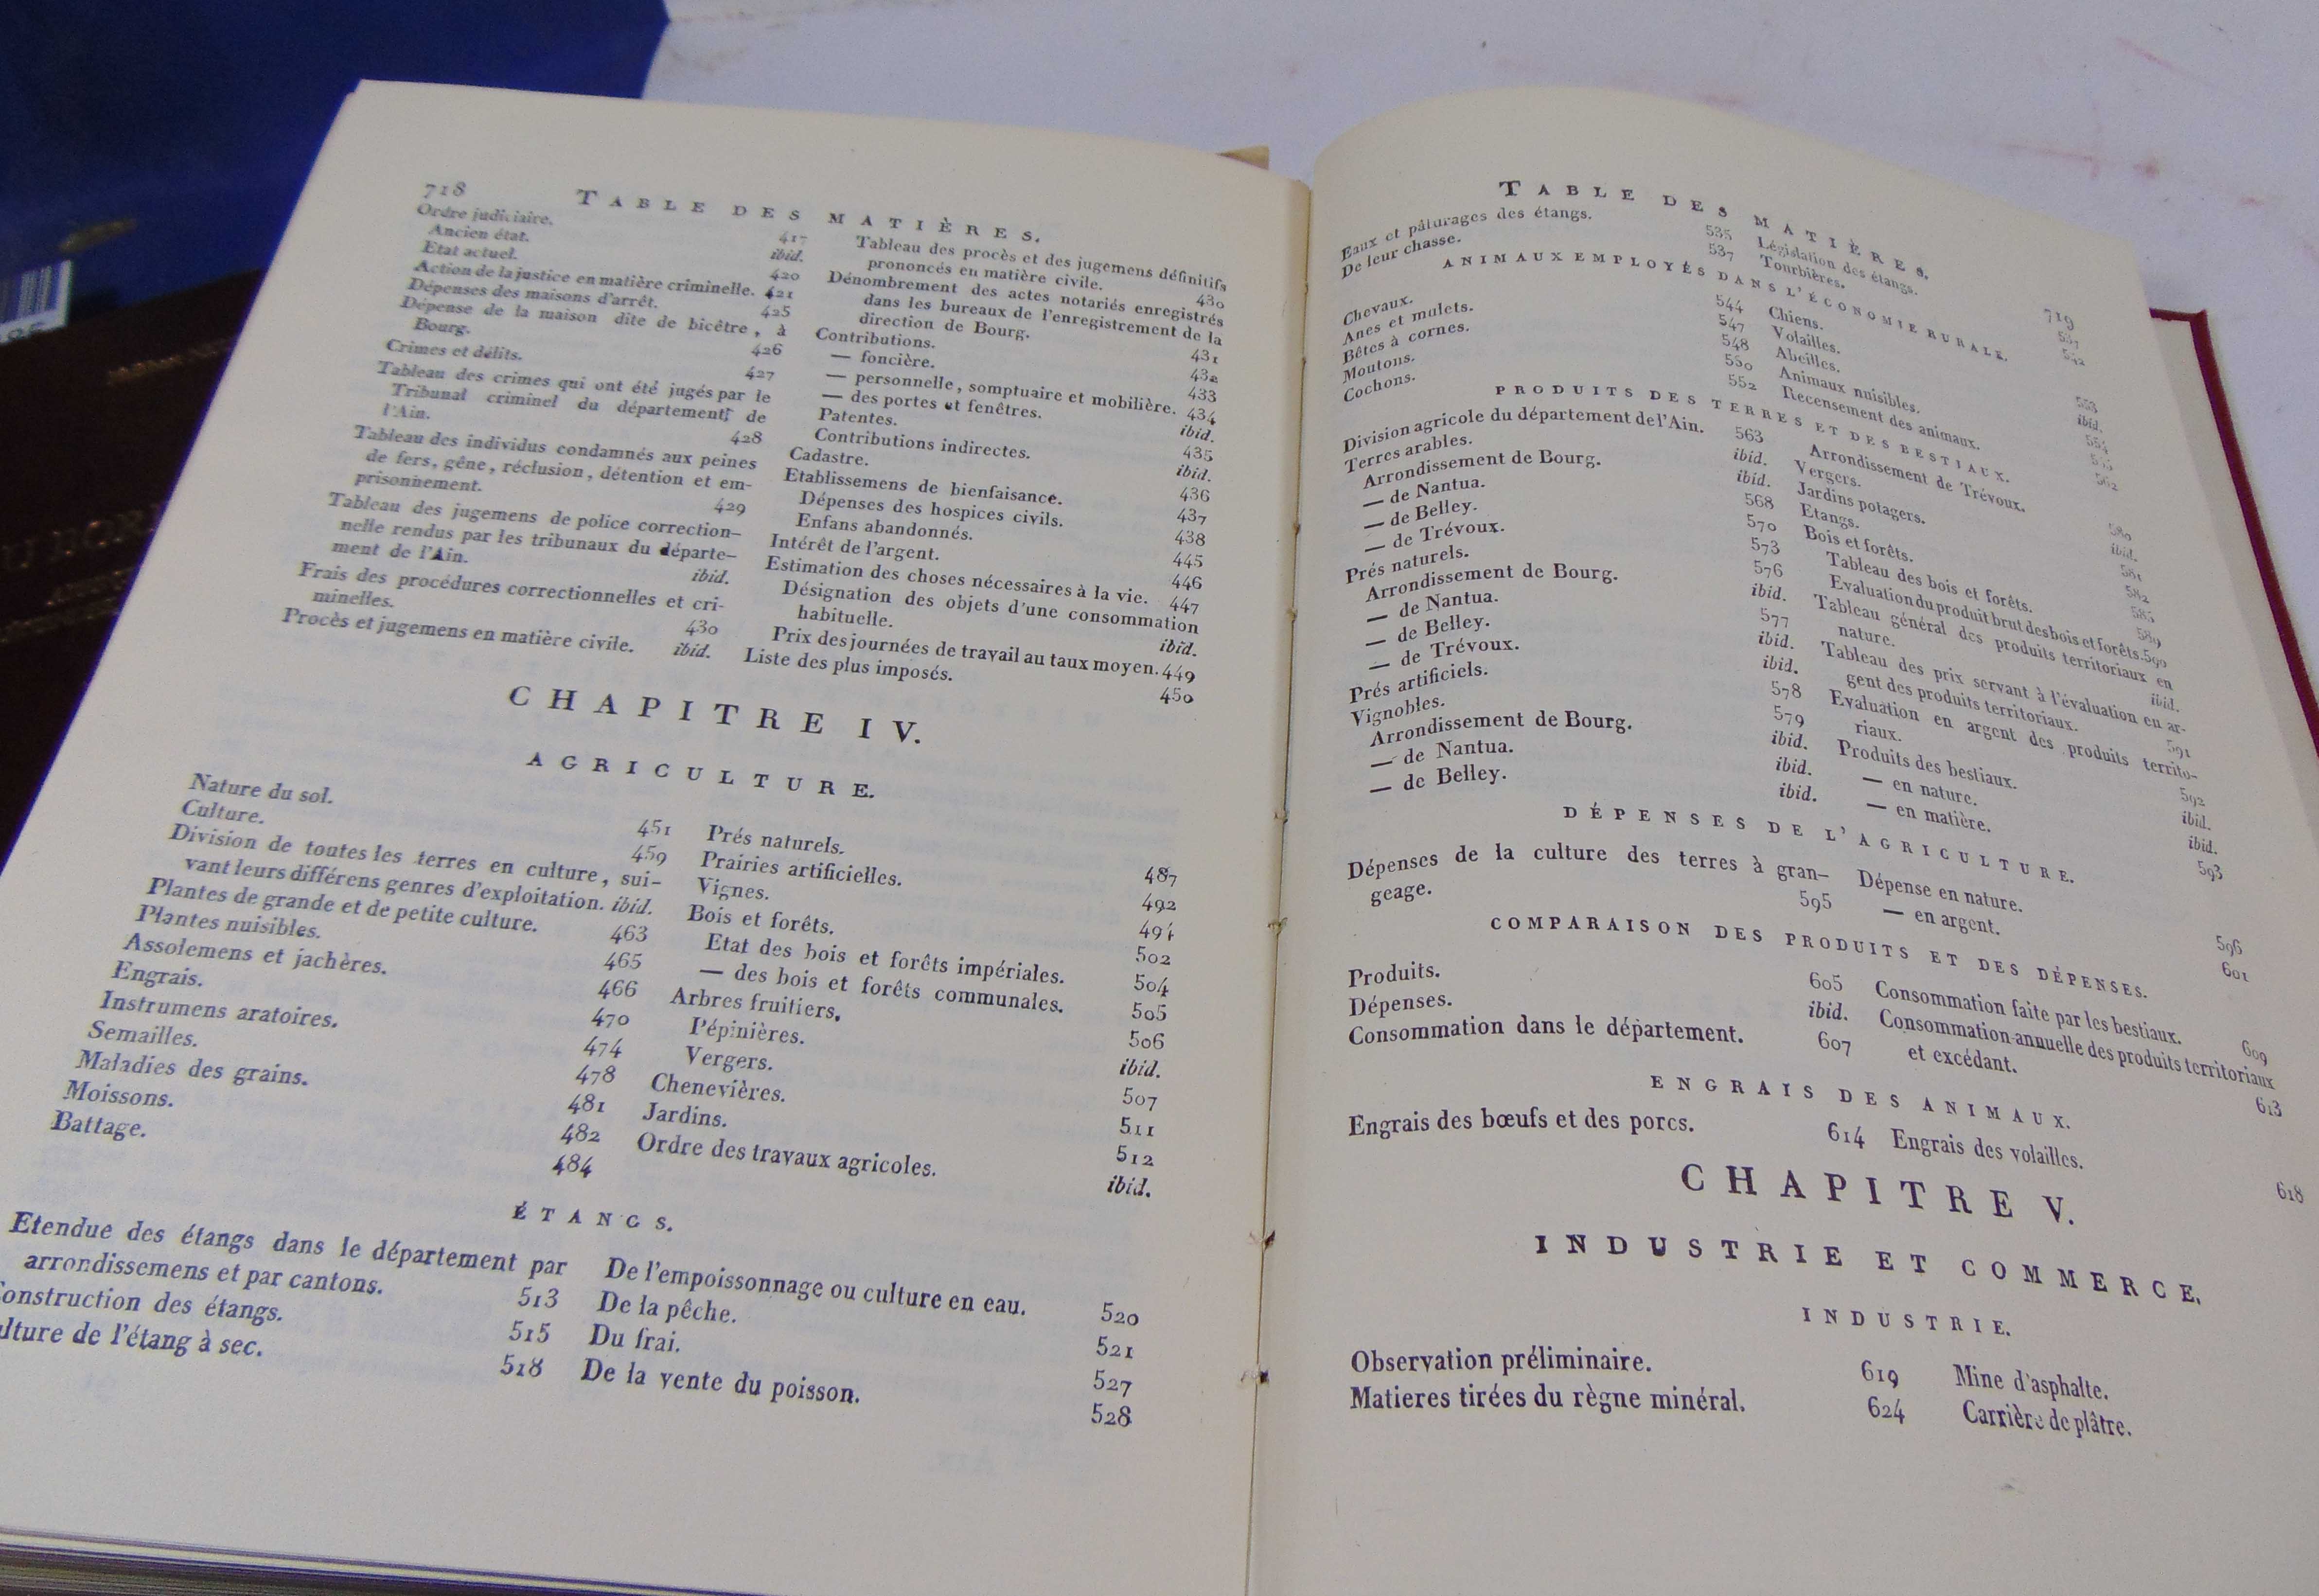 718 TABLE DES MATIÈRES.
Ordre judiciaire. 417
Ancien état. ibid.
Etat actuel. 420
Action de la justice en matière criminelle. 421
Dépenses des maisons d'arrêt. 425
Dépense de la maison dite de bicêtre, à
Bourg. 426
Crimes et délits. 427
Tableau des crimes qui ont été jugés par le
Tribunal criminel du département de
l'Ain. 428
Tableau des individus condamnés aux peines
de fers, gêne, réclusion, détention et em-
prisonnement. 429
Tableau des jugemens de police correction-
nelle rendus par les tribunaux du départe-
ment de l'Ain. ibid.
Frais des procédures correctionnelles et cri-
minelles. 430
Procès et jugemens en matière civile. ibid.
Tableau des procès et des jugemens définitifs
prononcés en matière civile. 430
Dénombrement des actes notariés enregistrés
dans les bureaux de l'enregistrement de la
direction de Bourg. 431
Contributions. 432
— foncière. 433
— personnelle, somptuaire et mobilière. 434
— des portes et fenêtres. ibid.
Patentes. 435
Contributions indirectes. ibid.
Cadastre. 436
Etablissemens de bienfaisance. 437
Dépenses des hospices civils. 438
Enfans abandonnés. 445
Intérêt de l'argent. 446
Estimation des choses nécessaires à la vie. 447
Désignation des objets d'une consommation
habituelle. ibid.
Prix des journées de travail au taux moyen. 449
Liste des plus imposés. 450
CHAPITRE IV.
AGRICULTURE.
Nature du sol. 451
Culture. 459
Division de toutes les terres en culture, sui-
vant leurs différens genres d'exploitation. ibid.
Plantes de grande et de petite culture. 463
Plantes nuisibles. 465
Assolemens et jachères. 466
Engrais. 470
Instrumens aratoires. 474
Semailles. 478
Maladies des grains. 481
Moissons. 482
Battage. 484
Prés naturels. 487
Prairies artificielles. 492
Vignes. 494
Bois et forêts. 502
Etat des bois et forêts impériales. 504
— des bois et forêts communales. 505
Arbres fruitiers. 506
Pépinières. ibid.
Vergers. 507
Chenevières. 511
Jardins. 512
Ordre des travaux agricoles. ibid.
ÉTANGS.
Etendue des étangs dans le département par
arrondissemens et par cantons. 513
onstruction des étangs. 515
lture de l'étang à sec. 518
De l'empoissonnage ou culture en eau. 520
De la pêche. 521
Du frai. 527
De la vente du poisson. 528
TABLE DES MATIÈRES. 719
Eaux et pâturages des étangs. 535
De leur chasse. 537
Législation des étangs. 537
Tourbières. 542
ANIMAUX EMPLOYÉS DANS L'ÉCONOMIE RURALE.
Chevaux. 544
Anes et mulets. 547
Bêtes à cornes. 548
Moutons. 550
Cochons. 552
Chiens. 553
Volailles. ibid.
Abeilles. 554
Animaux nuisibles.
Recensement des animaux. 562
PRODUITS DES TERRES ET DES BESTIAUX.
Division agricole du département de l'Ain. 563
Terres arables. ibid.
Arrondissement de Bourg. ibid.
— de Nantua. 568
— de Belley. 570
— de Trévoux. 573
Prés naturels. 576
Arrondissement de Bourg. ibid.
— de Nantua. 577
— de Belley. ibid.
— de Trévoux. ibid.
Prés artificiels. 578
Vignobles. 579
Arrondissement de Bourg. ibid.
— de Nantua. ibid.
— de Belley. ibid.
Arrondissement de Trévoux. 580
Vergers. ibid.
Jardins potagers. 581
Etangs. 582
Bois et forêts. 585
Tableau des bois et forêts. 589
Evaluation du produit brut des bois et forêts. 590
Tableau général des produits territoriaux en
nature. ibid.
Tableau des prix servant à l'évaluation en ar-
gent des produits territoriaux. 591
Evaluation en argent des produits territo-
riaux. 592
Produits des bestiaux. ibid.
— en nature. ibid.
— en matière. 593
DÉPENSES DE L'AGRICULTURE.
Dépenses de la culture des terres à gran-
geage. 595
Dépense en nature. 596
— en argent. 601
COMPARAISON DES PRODUITS ET DES DÉPENSES.
Produits. 605
Dépenses. ibid.
Consommation dans le département. 607
Consommation faite par les bestiaux. 609
Consommation annuelle des produits territoriaux
et excédant. 613
ENGRAIS DES ANIMAUX.
Engrais des bœufs et des porcs. 614
Engrais des volailles. 618
CHAPITRE V.
INDUSTRIE ET COMMERCE.
INDUSTRIE.
Observation préliminaire. 619
Matieres tirées du règne minéral. 624
Mine d'asphalte.
Carrière de plâtre.